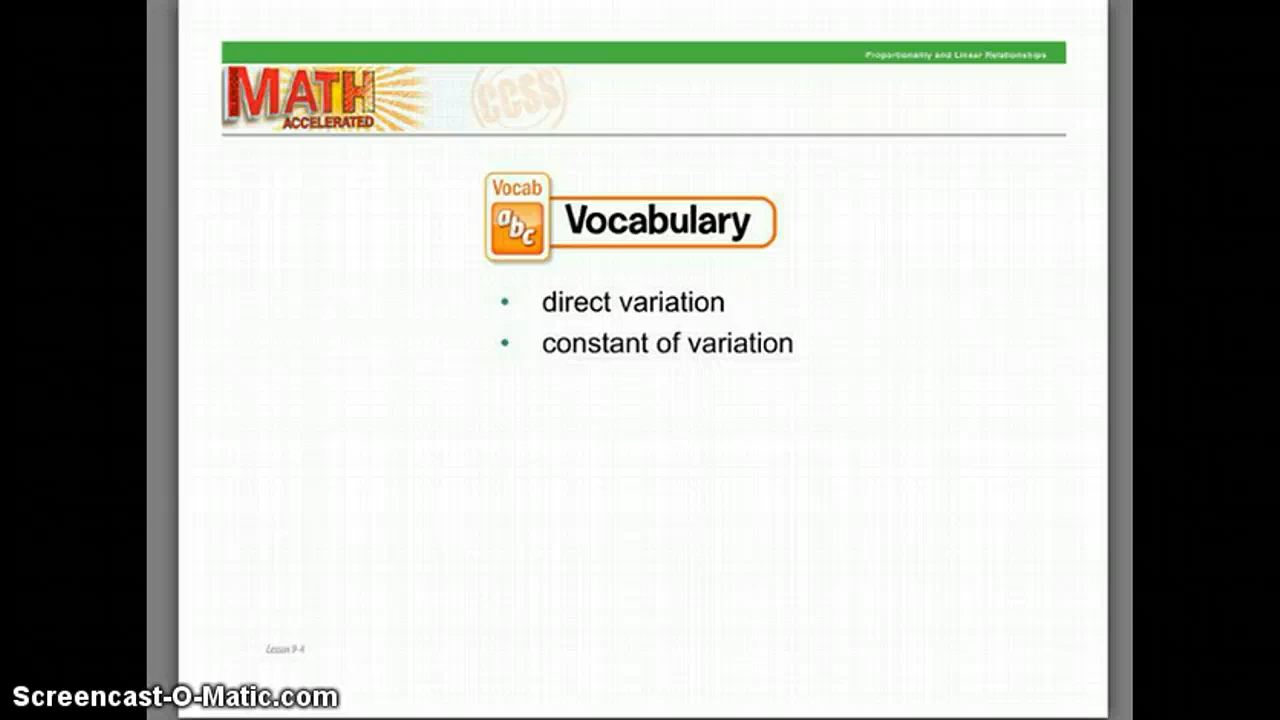 Proportionality and Linear Relationships
MATH
ACCELERATED
CCSS
Vocab
abc
Vocabulary
• direct variation
• constant of variation
Lesson 9-4
Screencast-O-Matic.com